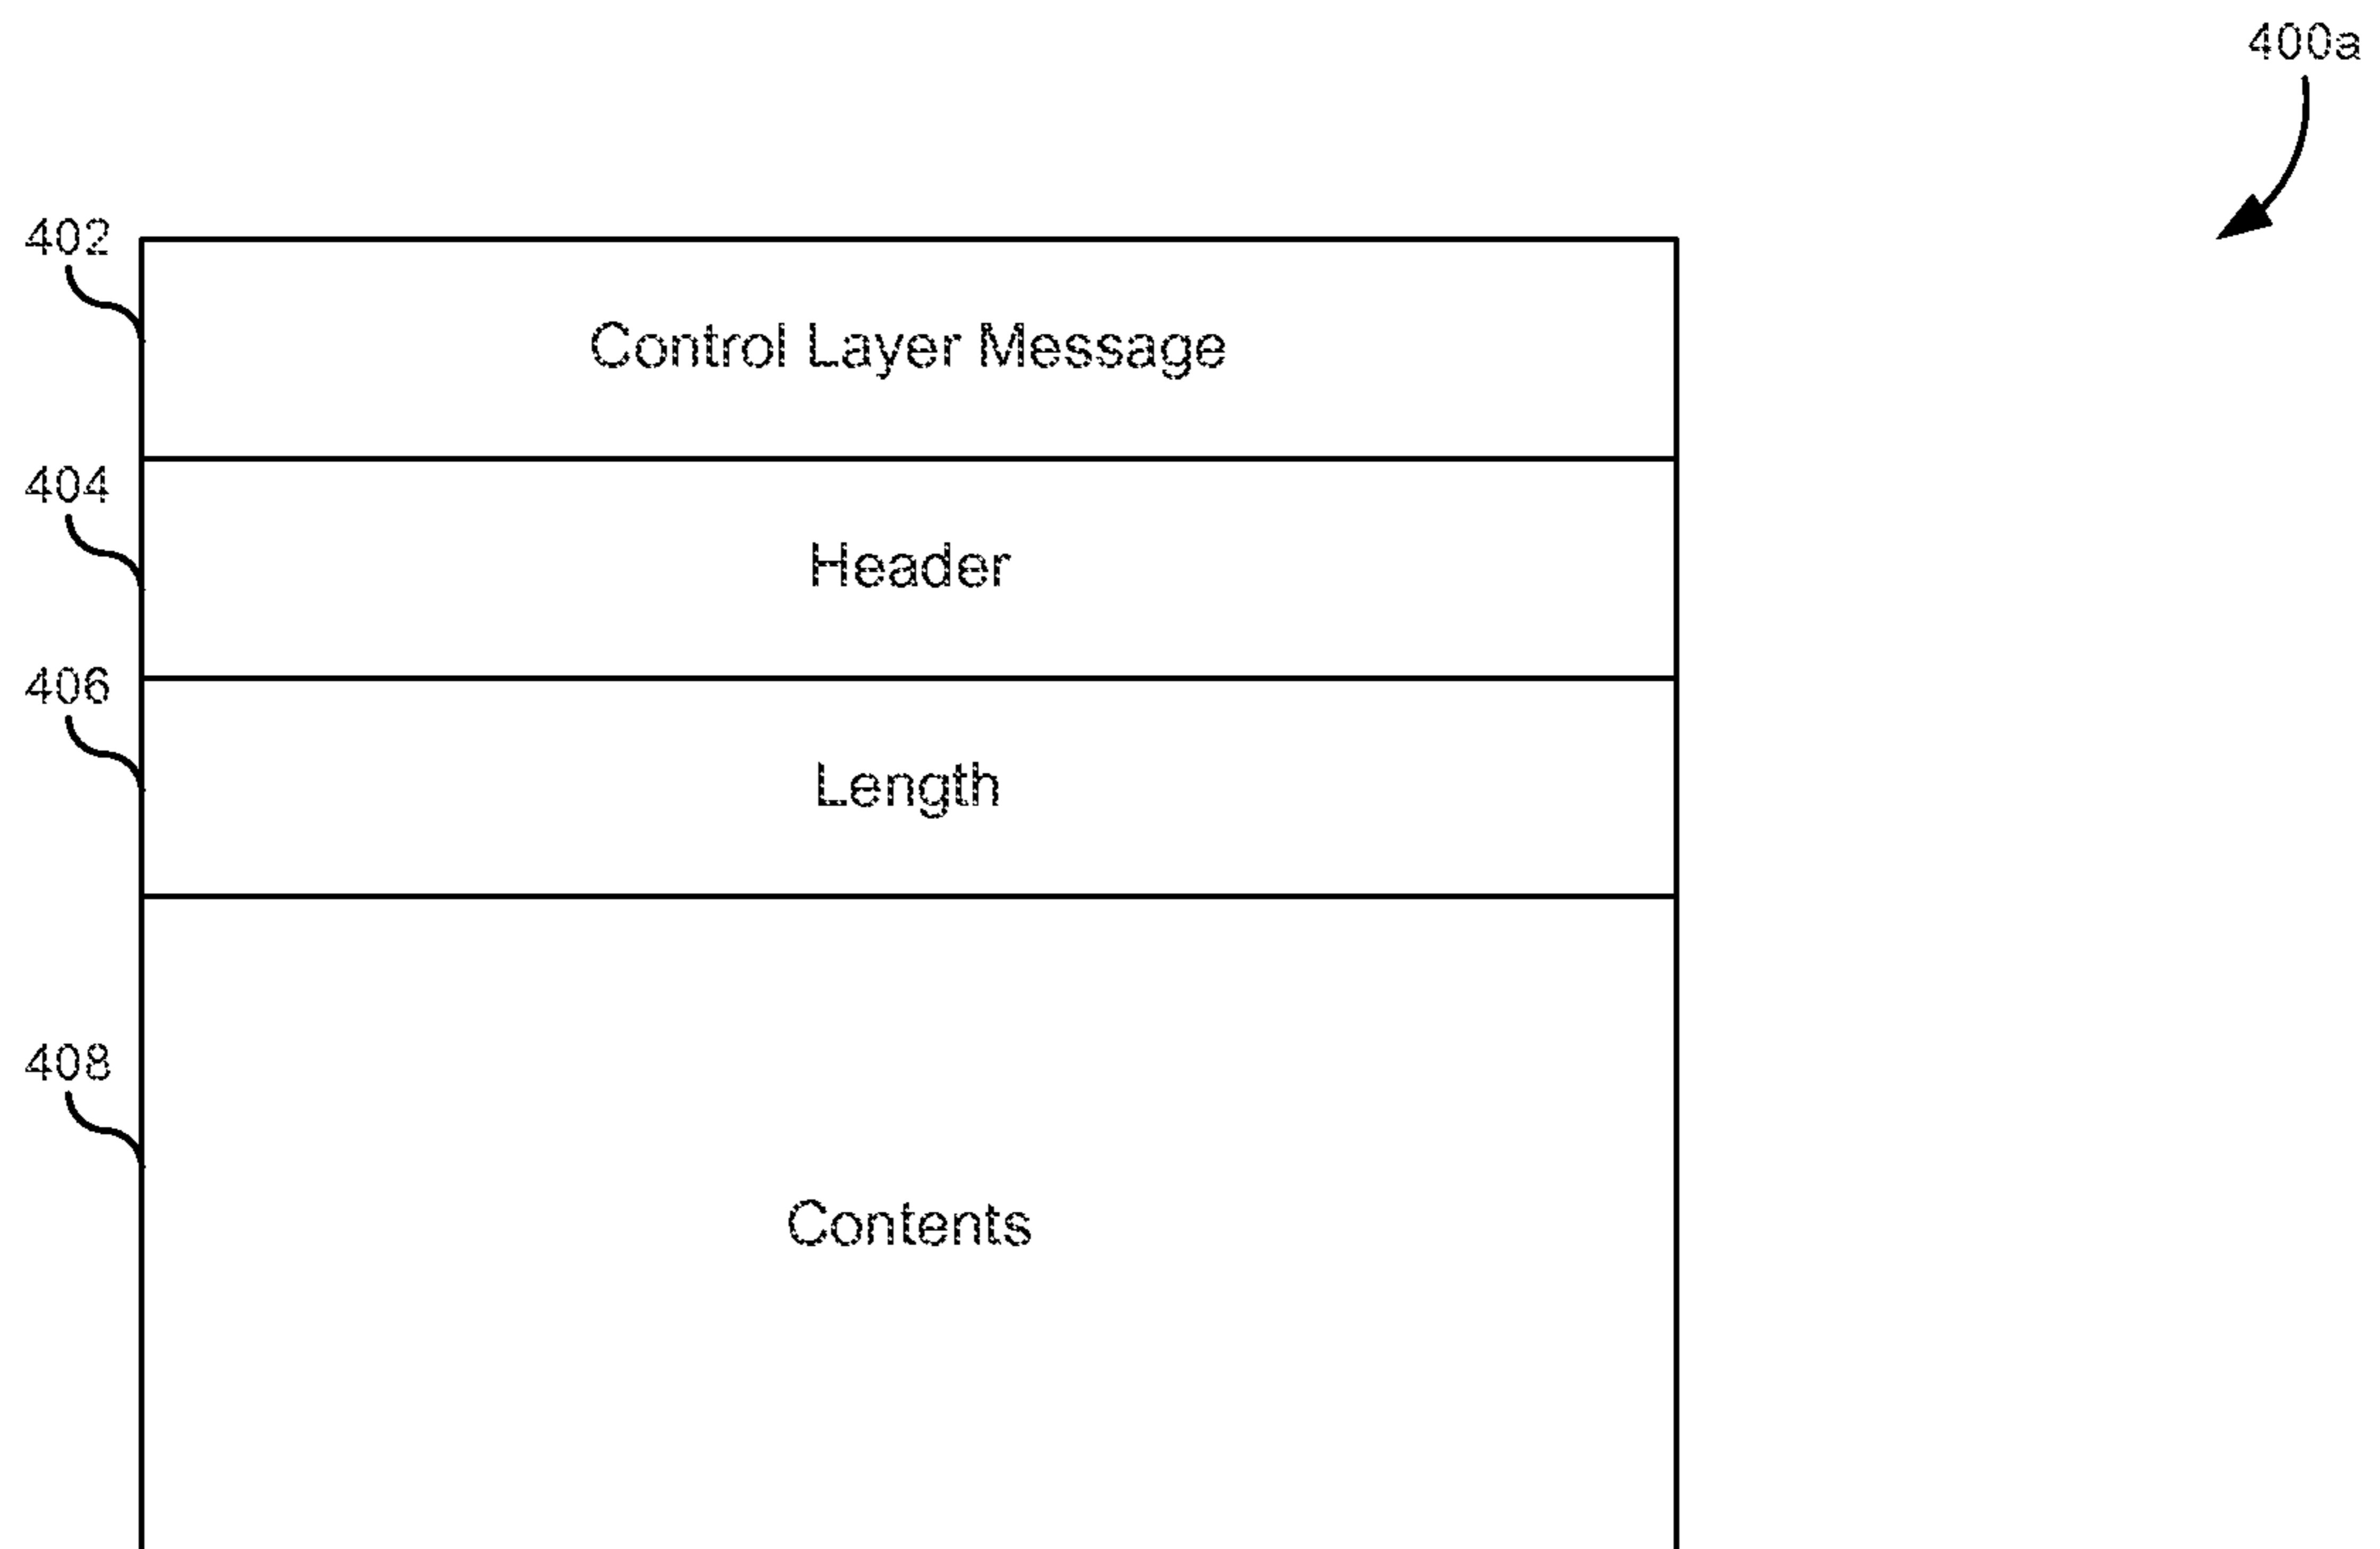 400a
402
Control Layer Message
404
Header
406
Length
408
Contents